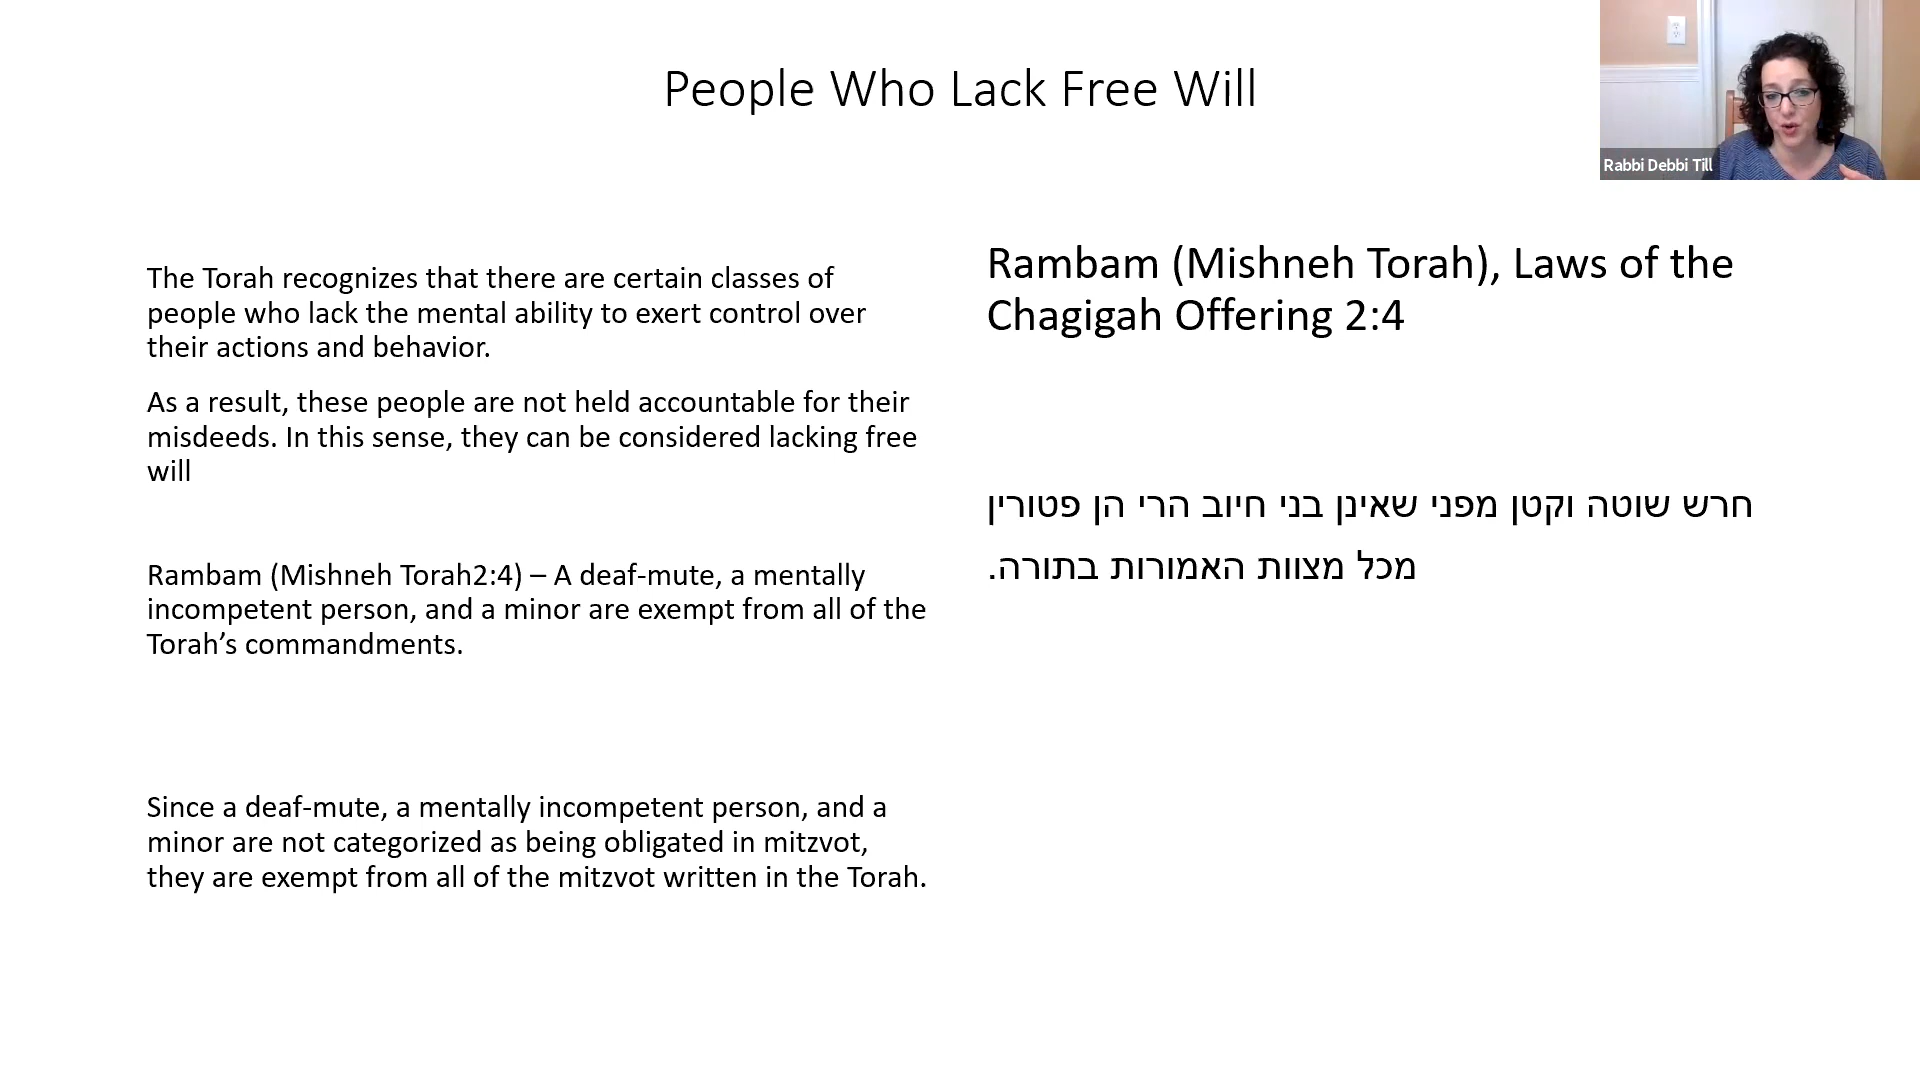 People Who Lack Free Will
Rabbi Debbi Till
The Torah recognizes that there are certain classes of
people who lack the mental ability to exert control over
their actions and behavior.
As a result, these people are not held accountable for their
misdeeds. In this sense, they can be considered lacking free
will
Rambam (Mishneh Torah2:4) – A deaf-mute, a mentally
incompetent person, and a minor are exempt from all of the
Torah’s commandments.
Since a deaf-mute, a mentally incompetent person, and a
minor are not categorized as being obligated in mitzvot,
they are exempt from all of the mitzvot written in the Torah.
Rambam (Mishneh Torah), Laws of the
Chagigah Offering 2:4
חרש שוטה וקטן מפני שאינן בני חיוב הרי הן פטורין
מכל מצוות האמורות בתורה.